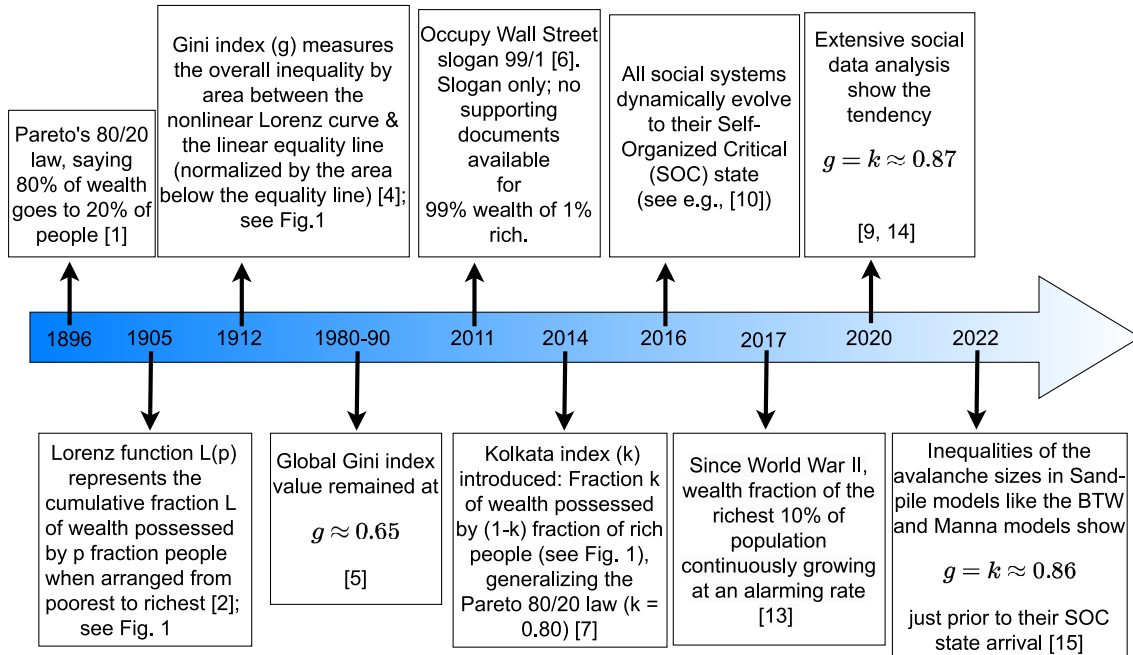 Pareto's 80/20
law, saying
80% of wealth
goes to 20% of
people [1]
Gini index (g) measures
the overall inequality by
area between the
nonlinear Lorenz curve &
the linear equality line
(normalized by the area
below the equality line) [4];
see Fig.1
Occupy Wall Street
slogan 99/1 [6].
Slogan only; no
supporting
documents
available
for
99% wealth of 1%
rich.
All social systems
dynamically evolve
to their Self-
Organized Critical
(SOC) state
(see e.g., [10])
Extensive social
data analysis
show the
tendency
g = k ≈ 0.87
[9, 14]
1896 1905 1912 1980-90 2011 2014 2016 2017 2020 2022
Lorenz function L(p)
represents the
cumulative fraction L
of wealth possessed
by p fraction people
when arranged from
poorest to richest [2];
see Fig. 1
Global Gini index
value remained at
g ≈ 0.65
[5]
Kolkata index (k)
introduced: Fraction k
of wealth possessed
by (1-k) fraction of rich
people (see Fig. 1),
generalizing the
Pareto 80/20 law (k =
0.80) [7]
Since World War II,
wealth fraction of the
richest 10% of
population
continuously growing
at an alarming rate
[13]
Inequalities of the
avalanche sizes in Sand-
pile models like the BTW
and Manna models show
g = k ≈ 0.86
just prior to their SOC
state arrival [15]